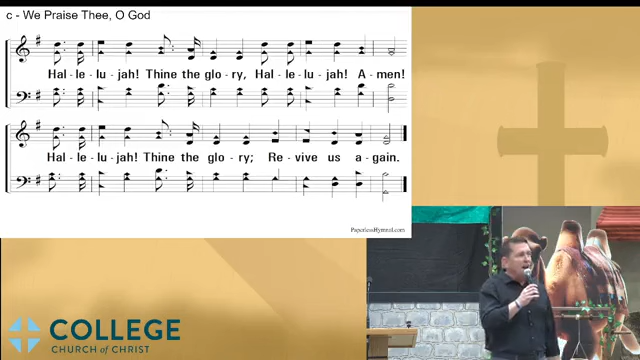 c - We Praise Thee, O God
Hal - le - lu - jah! Thine the glo - ry, Hal - le - lu - jah! A - men!
Hal - le - lu - jah! Thine the glo - ry; Re - vive us a - gain.
PaperlessHymnal.com
COLLEGE
CHURCH of CHRIST